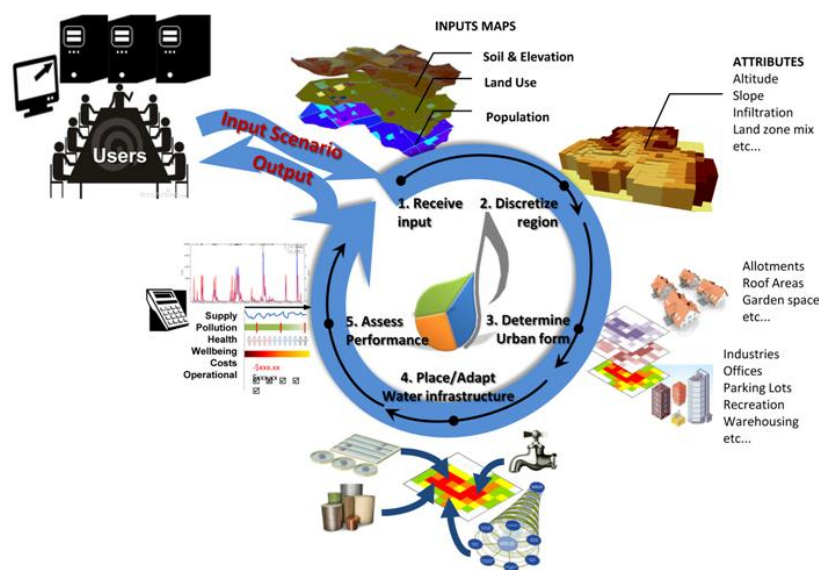 INPUTS MAPS
Soil & Elevation
Land Use
Population
ATTRIBUTES
Altitude
Slope
Infiltration
Land zone mix
etc...
Users
Input Scenario
Output
1. Receive
input
2. Discretize
region
3. Determine
Urban form
4. Place/Adapt
Water infrastructure
5. Assess
Performance
Allotments
Roof Areas
Garden space
etc...
Industries
Offices
Parking Lots
Recreation
Warehousing
etc...
Supply
Pollution
Health
Wellbeing
Costs
Operational
-$xxx.xx